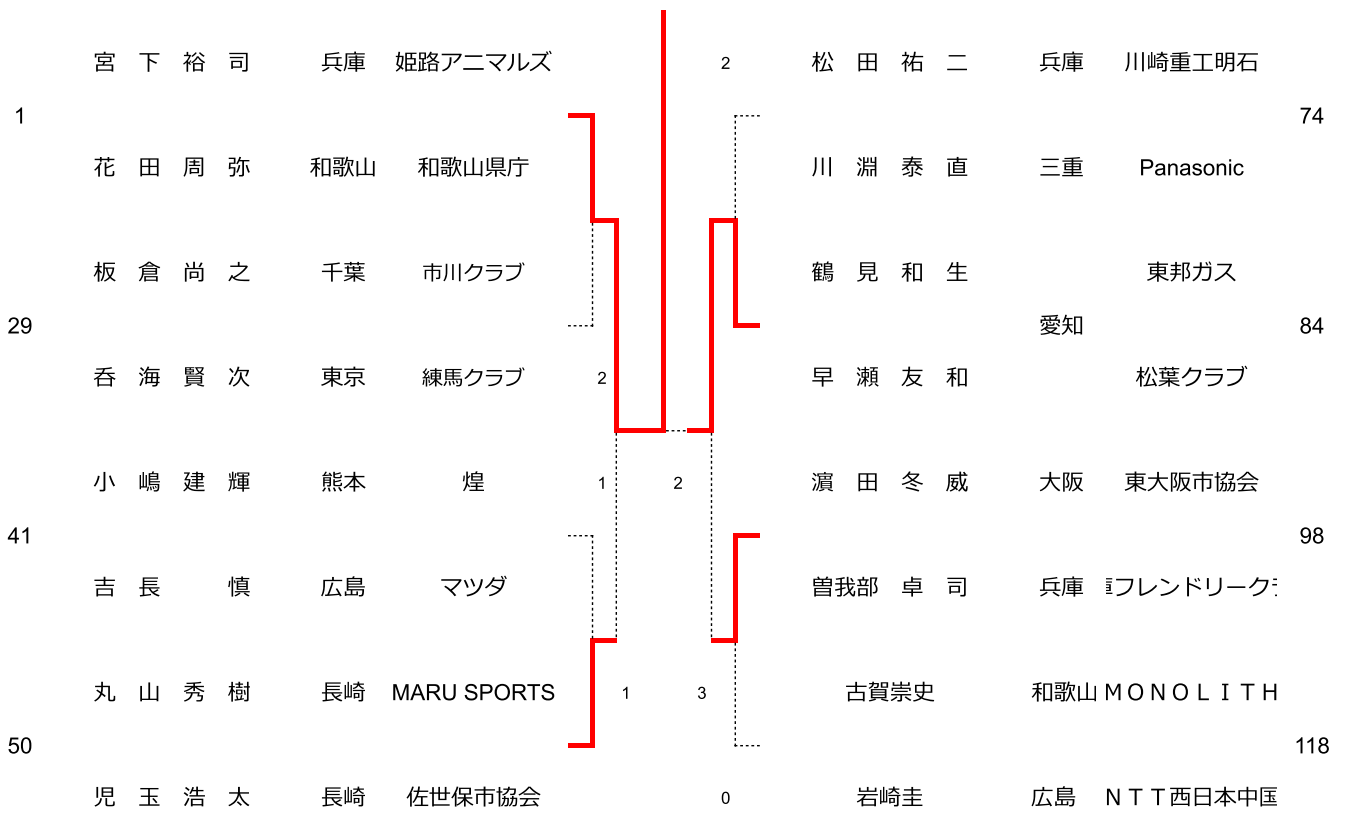 宮 下 裕 司 兵庫 姫路アニマルズ 2 松 田 祐 二 兵庫 川崎重工明石
1 74
花 田 周 弥 和歌山 和歌山県庁 川 淵 泰 直 三重 Panasonic
板 倉 尚 之 千葉 市川クラブ 鶴 見 和 生 東邦ガス
29 愛知 84
呑 海 賢 次 東京 練馬クラブ 2 早 瀬 友 和 松葉クラブ
小 嶋 建 輝 熊本 煌 1 2 濵 田 冬 威 大阪 東大阪市協会
41 98
吉 長 慎 広島 マツダ 曽我部 卓 司 兵庫 フレンドリーク
丸 山 秀 樹 長崎 MARU SPORTS 1 3 古賀崇史 和歌山 ＭＯＮＯＬＩＴＨ
50 118
児 玉 浩 太 長崎 佐世保市協会 0 岩崎圭 広島 ＮＴＴ西日本中国